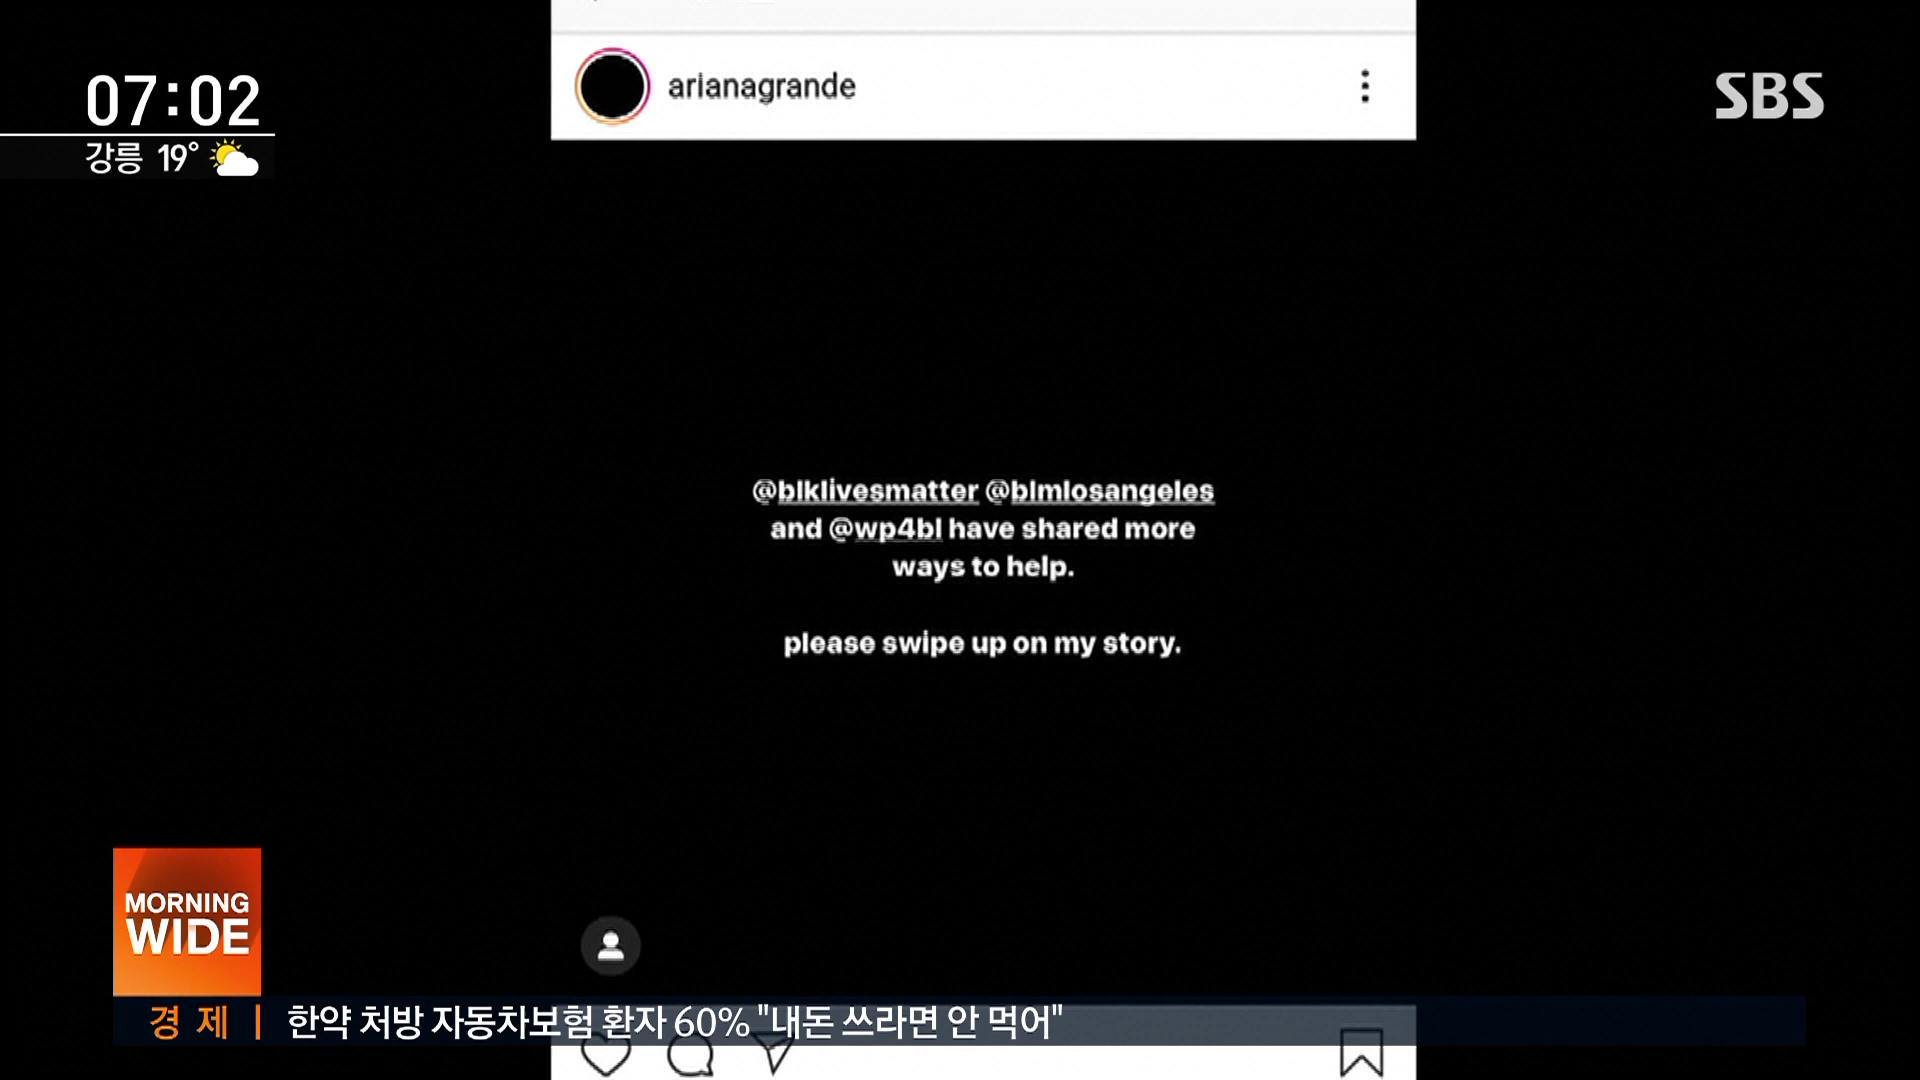 07:02
강릉 19°
SBS
arianagrande
@blklivesmatter @blmlosangeles
and @wp4bl have shared more
ways to help.
please swipe up on my story.
MORNING
WIDE
경제 | 한약 처방 자동차보험 환자 60% "내돈 쓰라면 안 먹어"